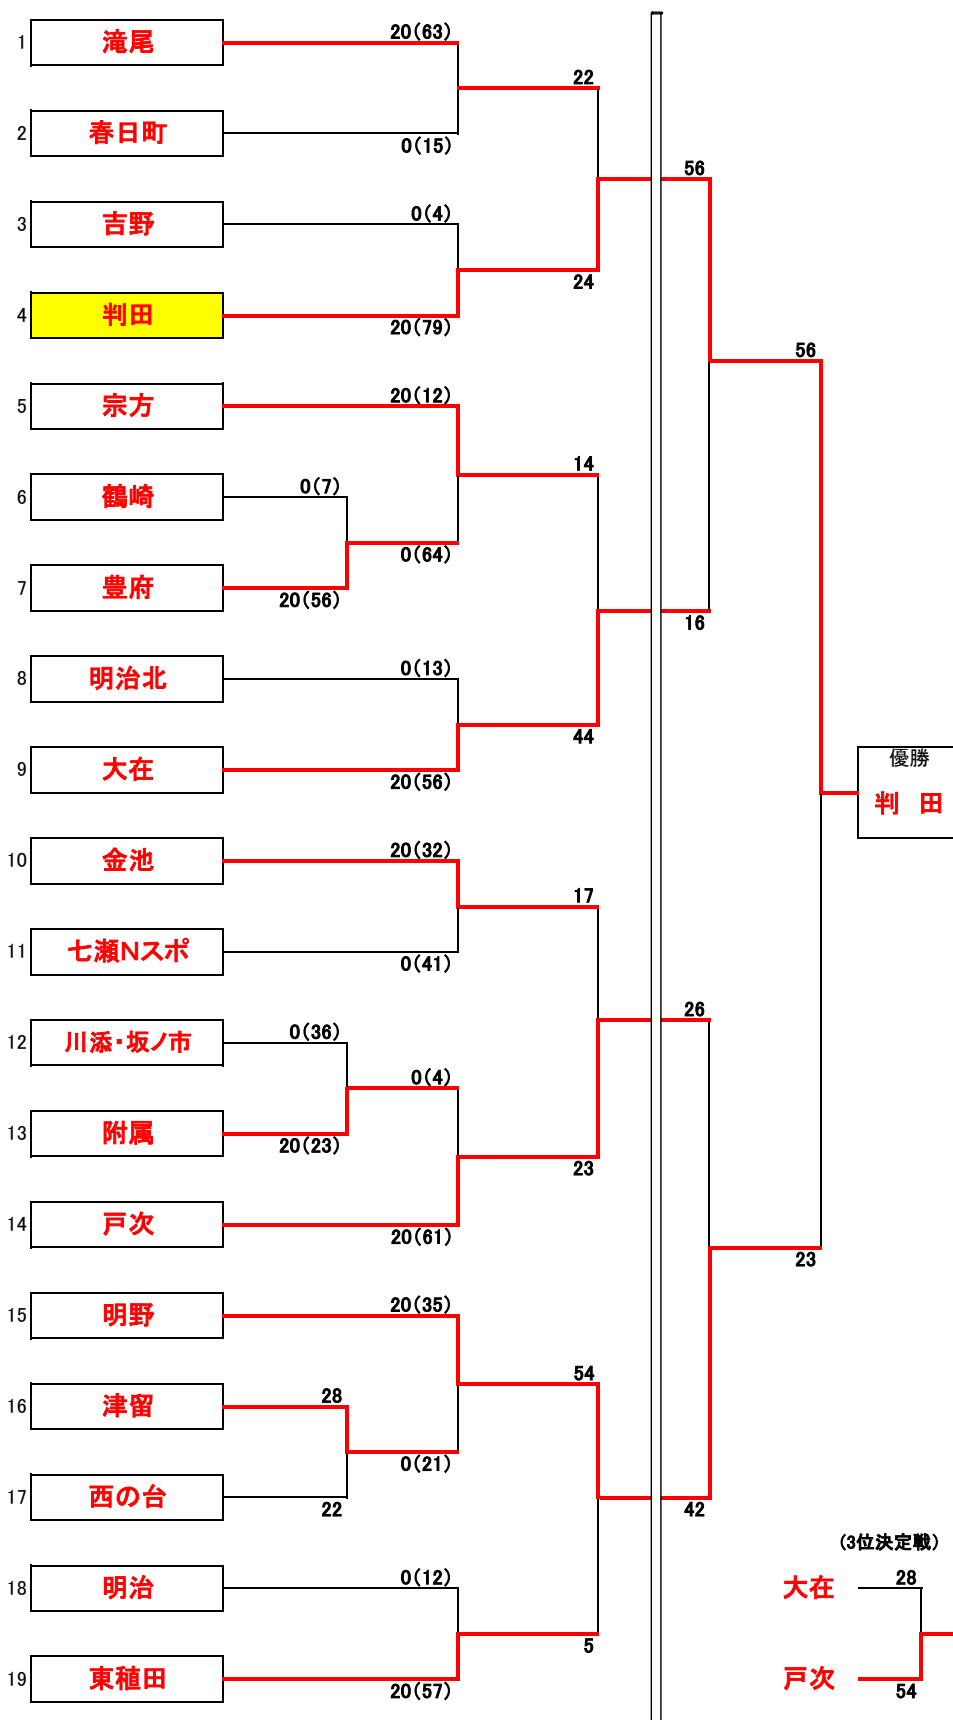 1 滝尾 20(63)
22
2 春日町 0(15)
56
3 吉野 0(4)
24
4 判田 20(79)
56
5 宗方 20(12)
14
6 鶴崎 0(7)
0(64)
7 豊府 20(56)
16
8 明治北 0(13)
44
9 大在 20(56)
優勝
判 田
10 金池 20(32)
17
11 七瀬Nスポ 0(41)
26
12 川添・坂ノ市 0(36)
0(4)
13 附属 20(23)
23
14 戸次 20(61)
23
15 明野 20(35)
54
16 津留 28
0(21)
17 西の台 22
42
(3位決定戦)
18 明治 0(12)
大在 28
5
19 東稙田 20(57)
戸次 54